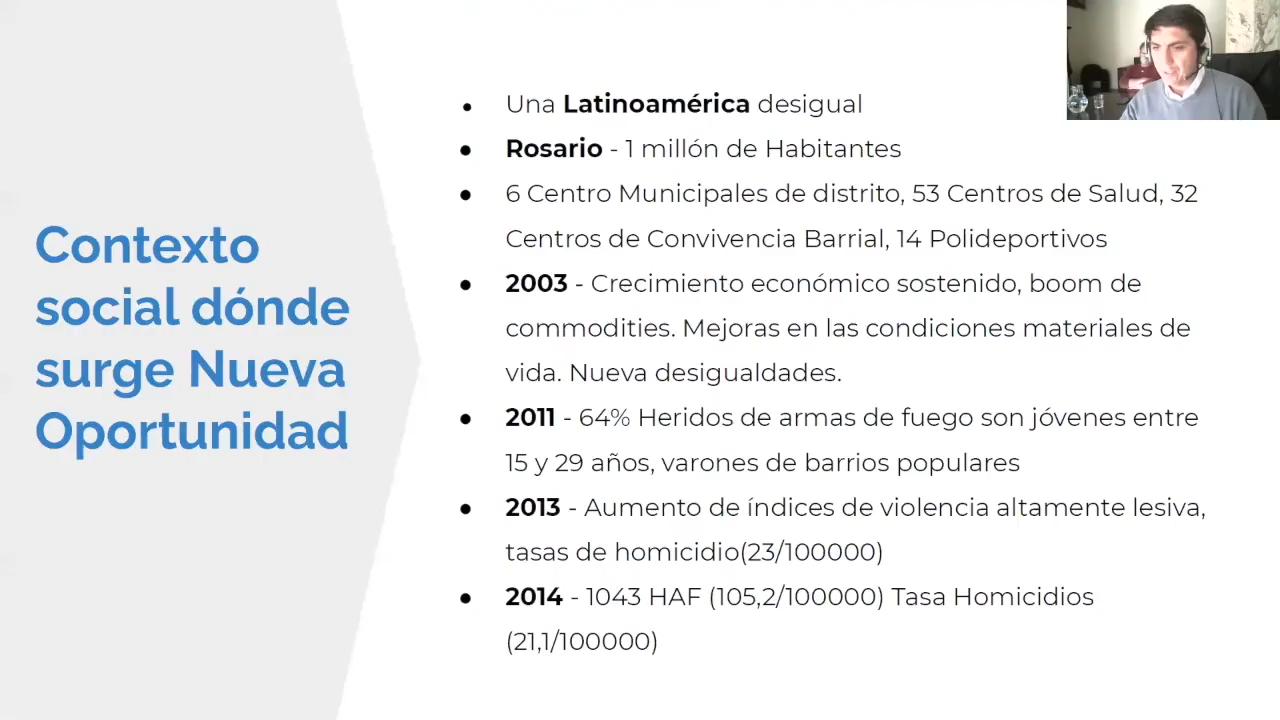 Contexto
social dónde
surge Nueva
Oportunidad
Una Latinoamérica desigual
Rosario - 1 millón de Habitantes
6 Centro Municipales de distrito, 53 Centros de Salud, 32
Centros de Convivencia Barrial, 14 Polideportivos
2003 - Crecimiento económico sostenido, boom de
commodities. Mejoras en las condiciones materiales de
vida. Nueva desigualdades.
2011 - 64% Heridos de armas de fuego son jóvenes entre
15 y 29 años, varones de barrios populares
2013 - Aumento de índices de violencia altamente lesiva,
tasas de homicidio(23/100000)
2014 - 1043 HAF (105,2/100000) Tasa Homicidios
(21,1/100000)